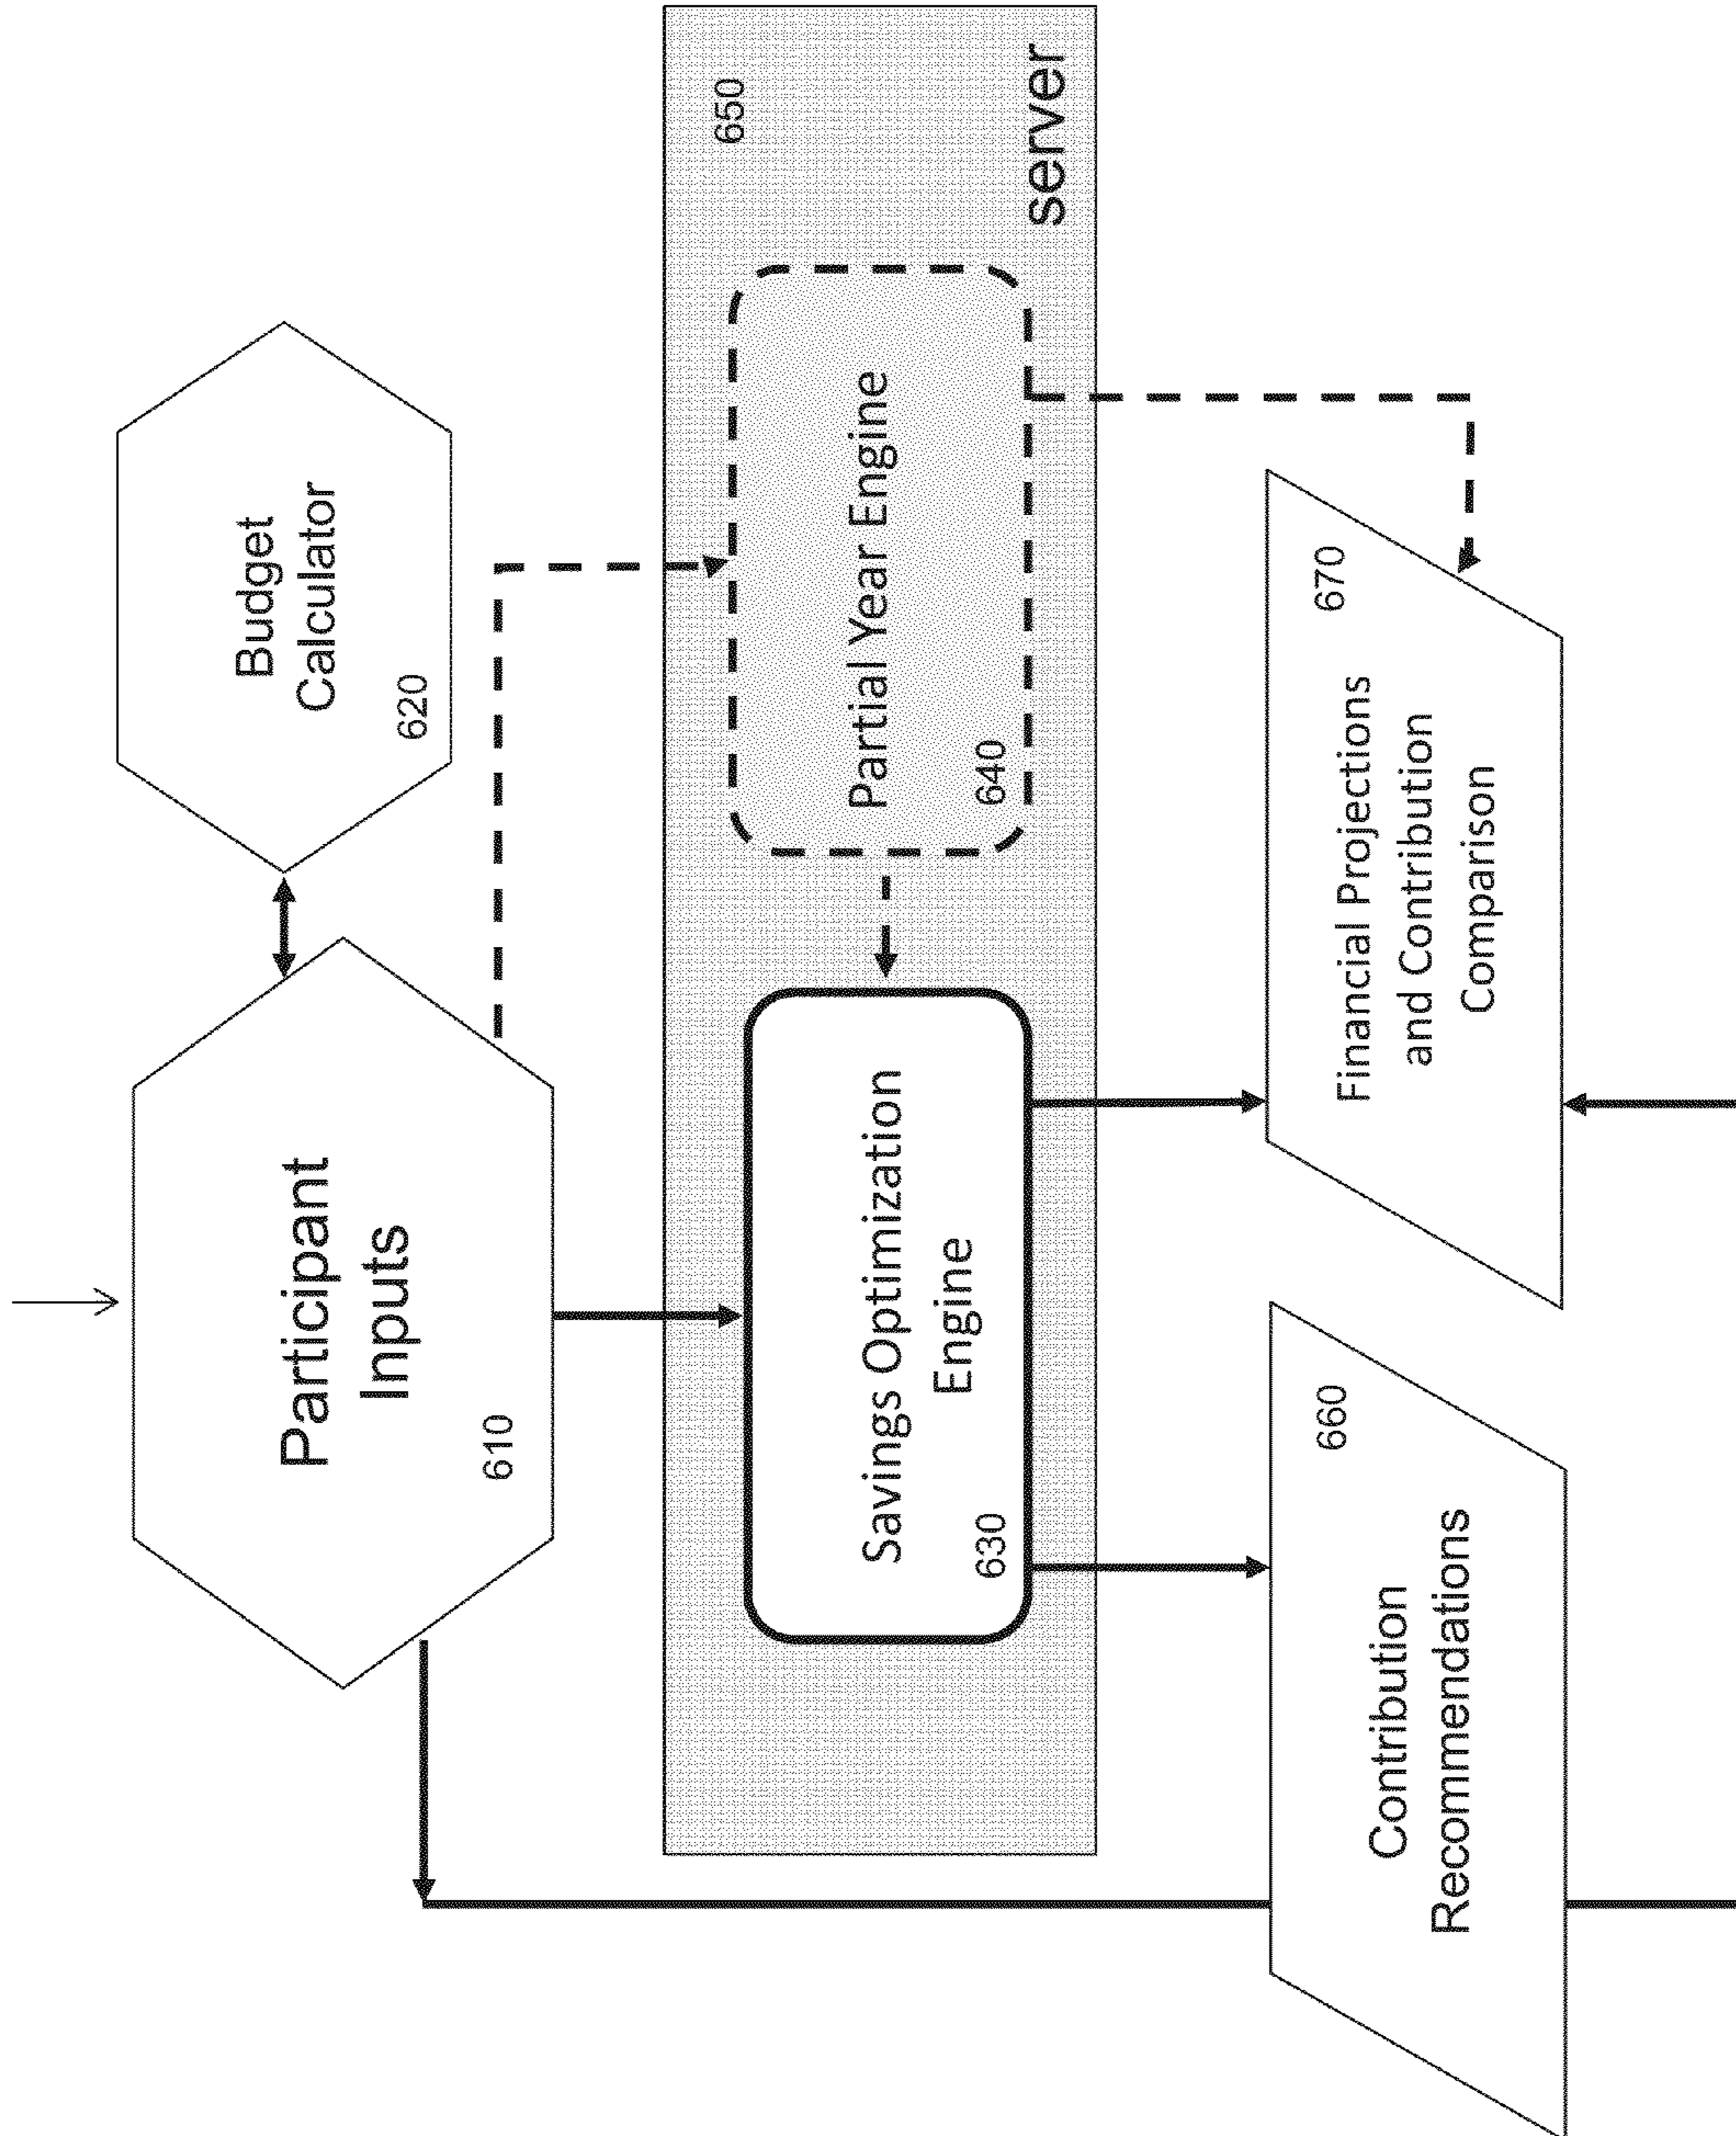 Participant
Inputs
610
Budget
Calculator
620
650
server
Savings Optimization
Engine
630
Partial Year Engine
640
Contribution
Recommendations
660
Financial Projections
and Contribution
Comparison
670